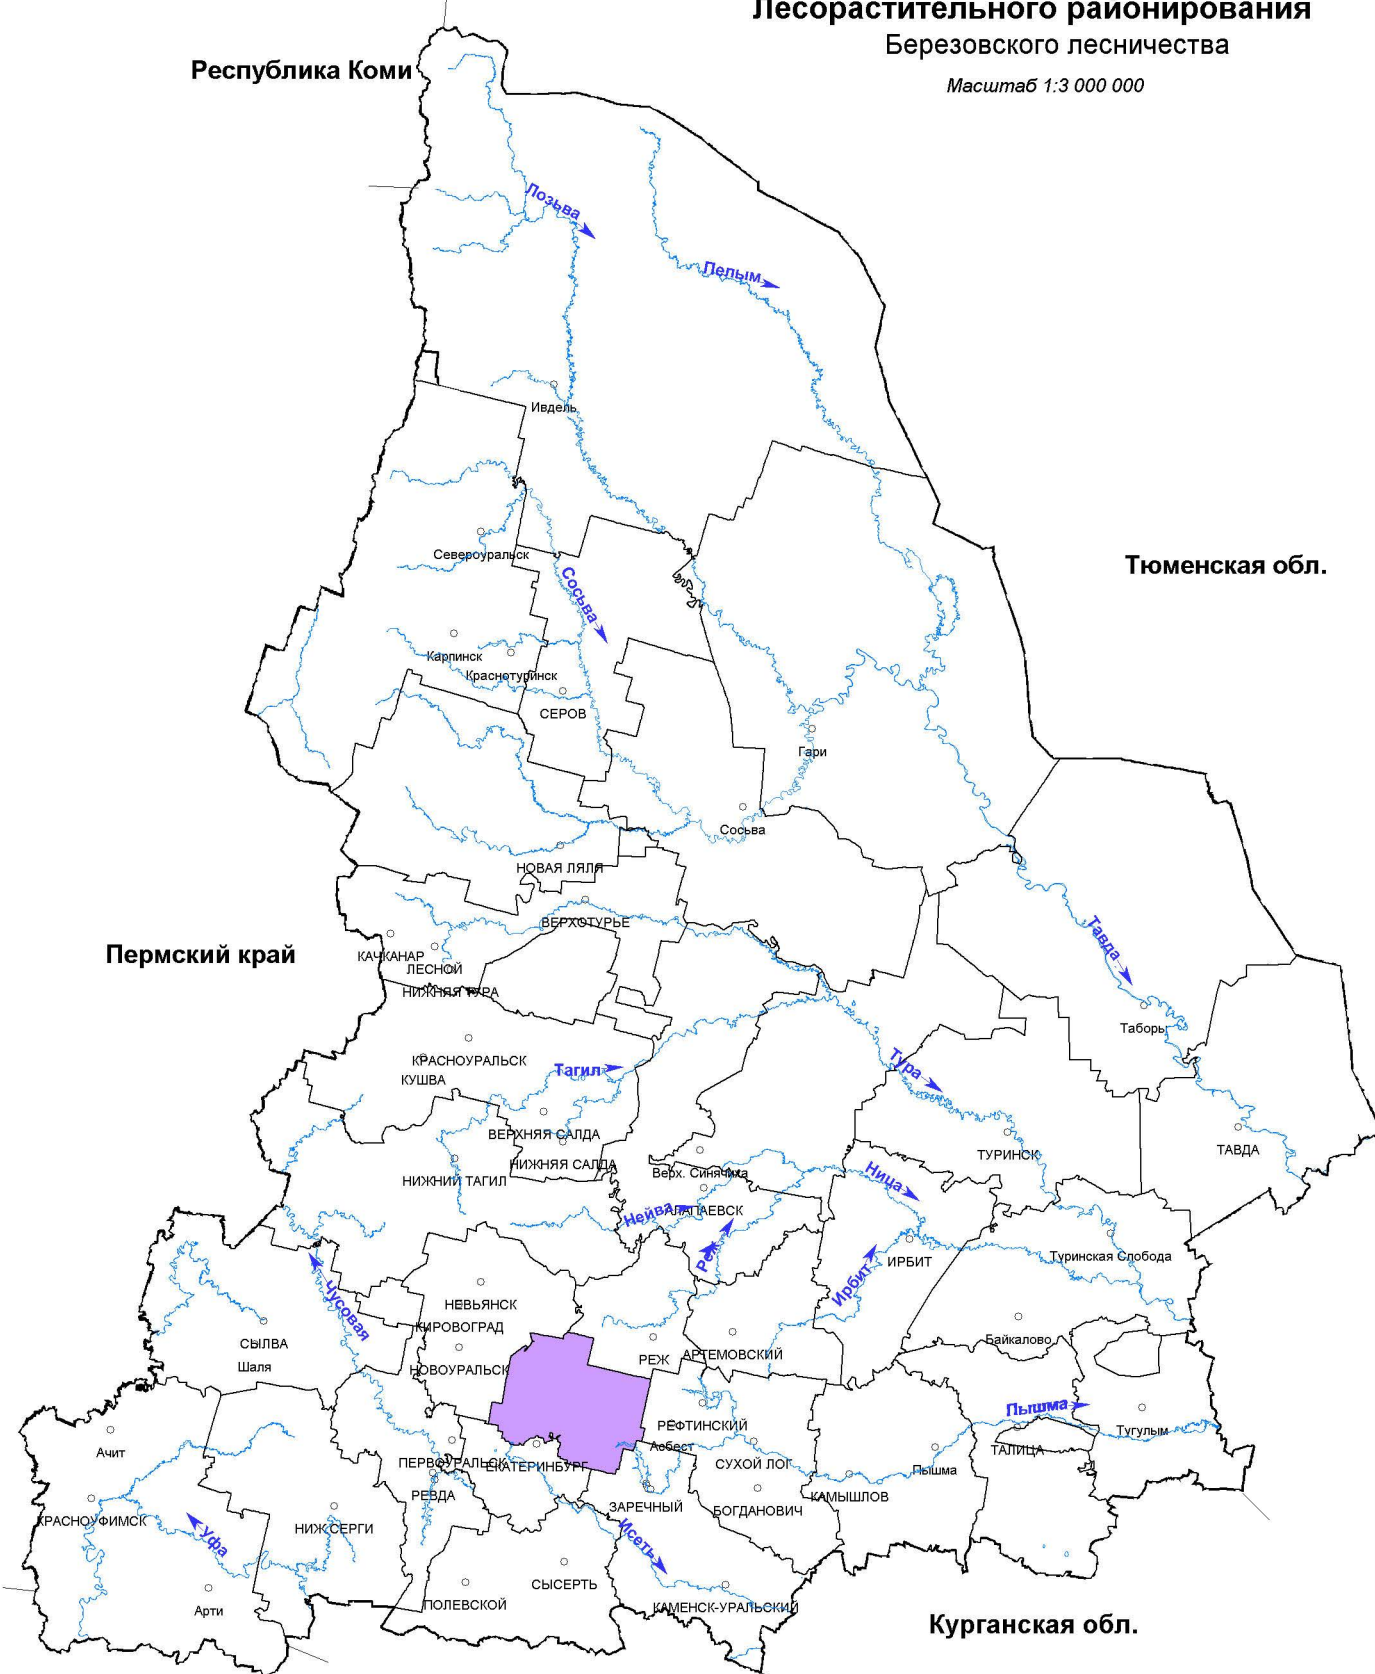 Лесорастительного районирования
Березовского лесничества
Масштаб 1:3 000 000
Республика Коми
Лозьва
Пелым
Ивдель
Североуральск
Тюменская обл.
Сосьва
Карпинск
Краснотурийнск
СЕРОВ
Гари
Сосьва
НОВАЯ ЛЯЛЯ
ВЕРХОТУРЬЕ
Тавда
Пермский край
КАЧКАНАР
ЛЕСНОЙ
НИЖНЯЯ ТУРА
Таборы
КРАСНОУРАЛЬСК
Тагил
Тура
КУШВА
ВЕРХНЯЯ САЛДА
ТАВДА
ТУРИНСК
НИЖНЯЯ САЛДА
Верх. Синячиха
НИЖНИЙ ТАГИЛ
Ница
Нейва
АЛАПАЕВСК
Реж
Туринская Слобода
ИРБИТ
Ирбит
Чусовая
НЕВЬЯНСК
КИРОВОГРАД
Байкалово
СЫЛВА
Шаля
РЕЖ
АРТЕМОВСКИЙ
НОВОУРАЛЬСК
Пышма
РЕФТИНСКИЙ
Тугулым
Асбест
ТАЛИЦА
Ачит
ПЕРВОУРАЛЬСК
ЕКАТЕРИНБУРГ
СУХОЙ ЛОГ
Пышма
РЕВДА
КАМЫШЛОВ
ЗАРЕЧНЫЙ
БОГДАНОВИЧ
КРАСНОУФИМСК
НИЖ.СЕРГИ
Уфа
Исеть
СЫСЕРТЬ
ПОЛЕВСКОЙ
КАМЕНСК-УРАЛЬСКИЙ
Арти
Курганская обл.